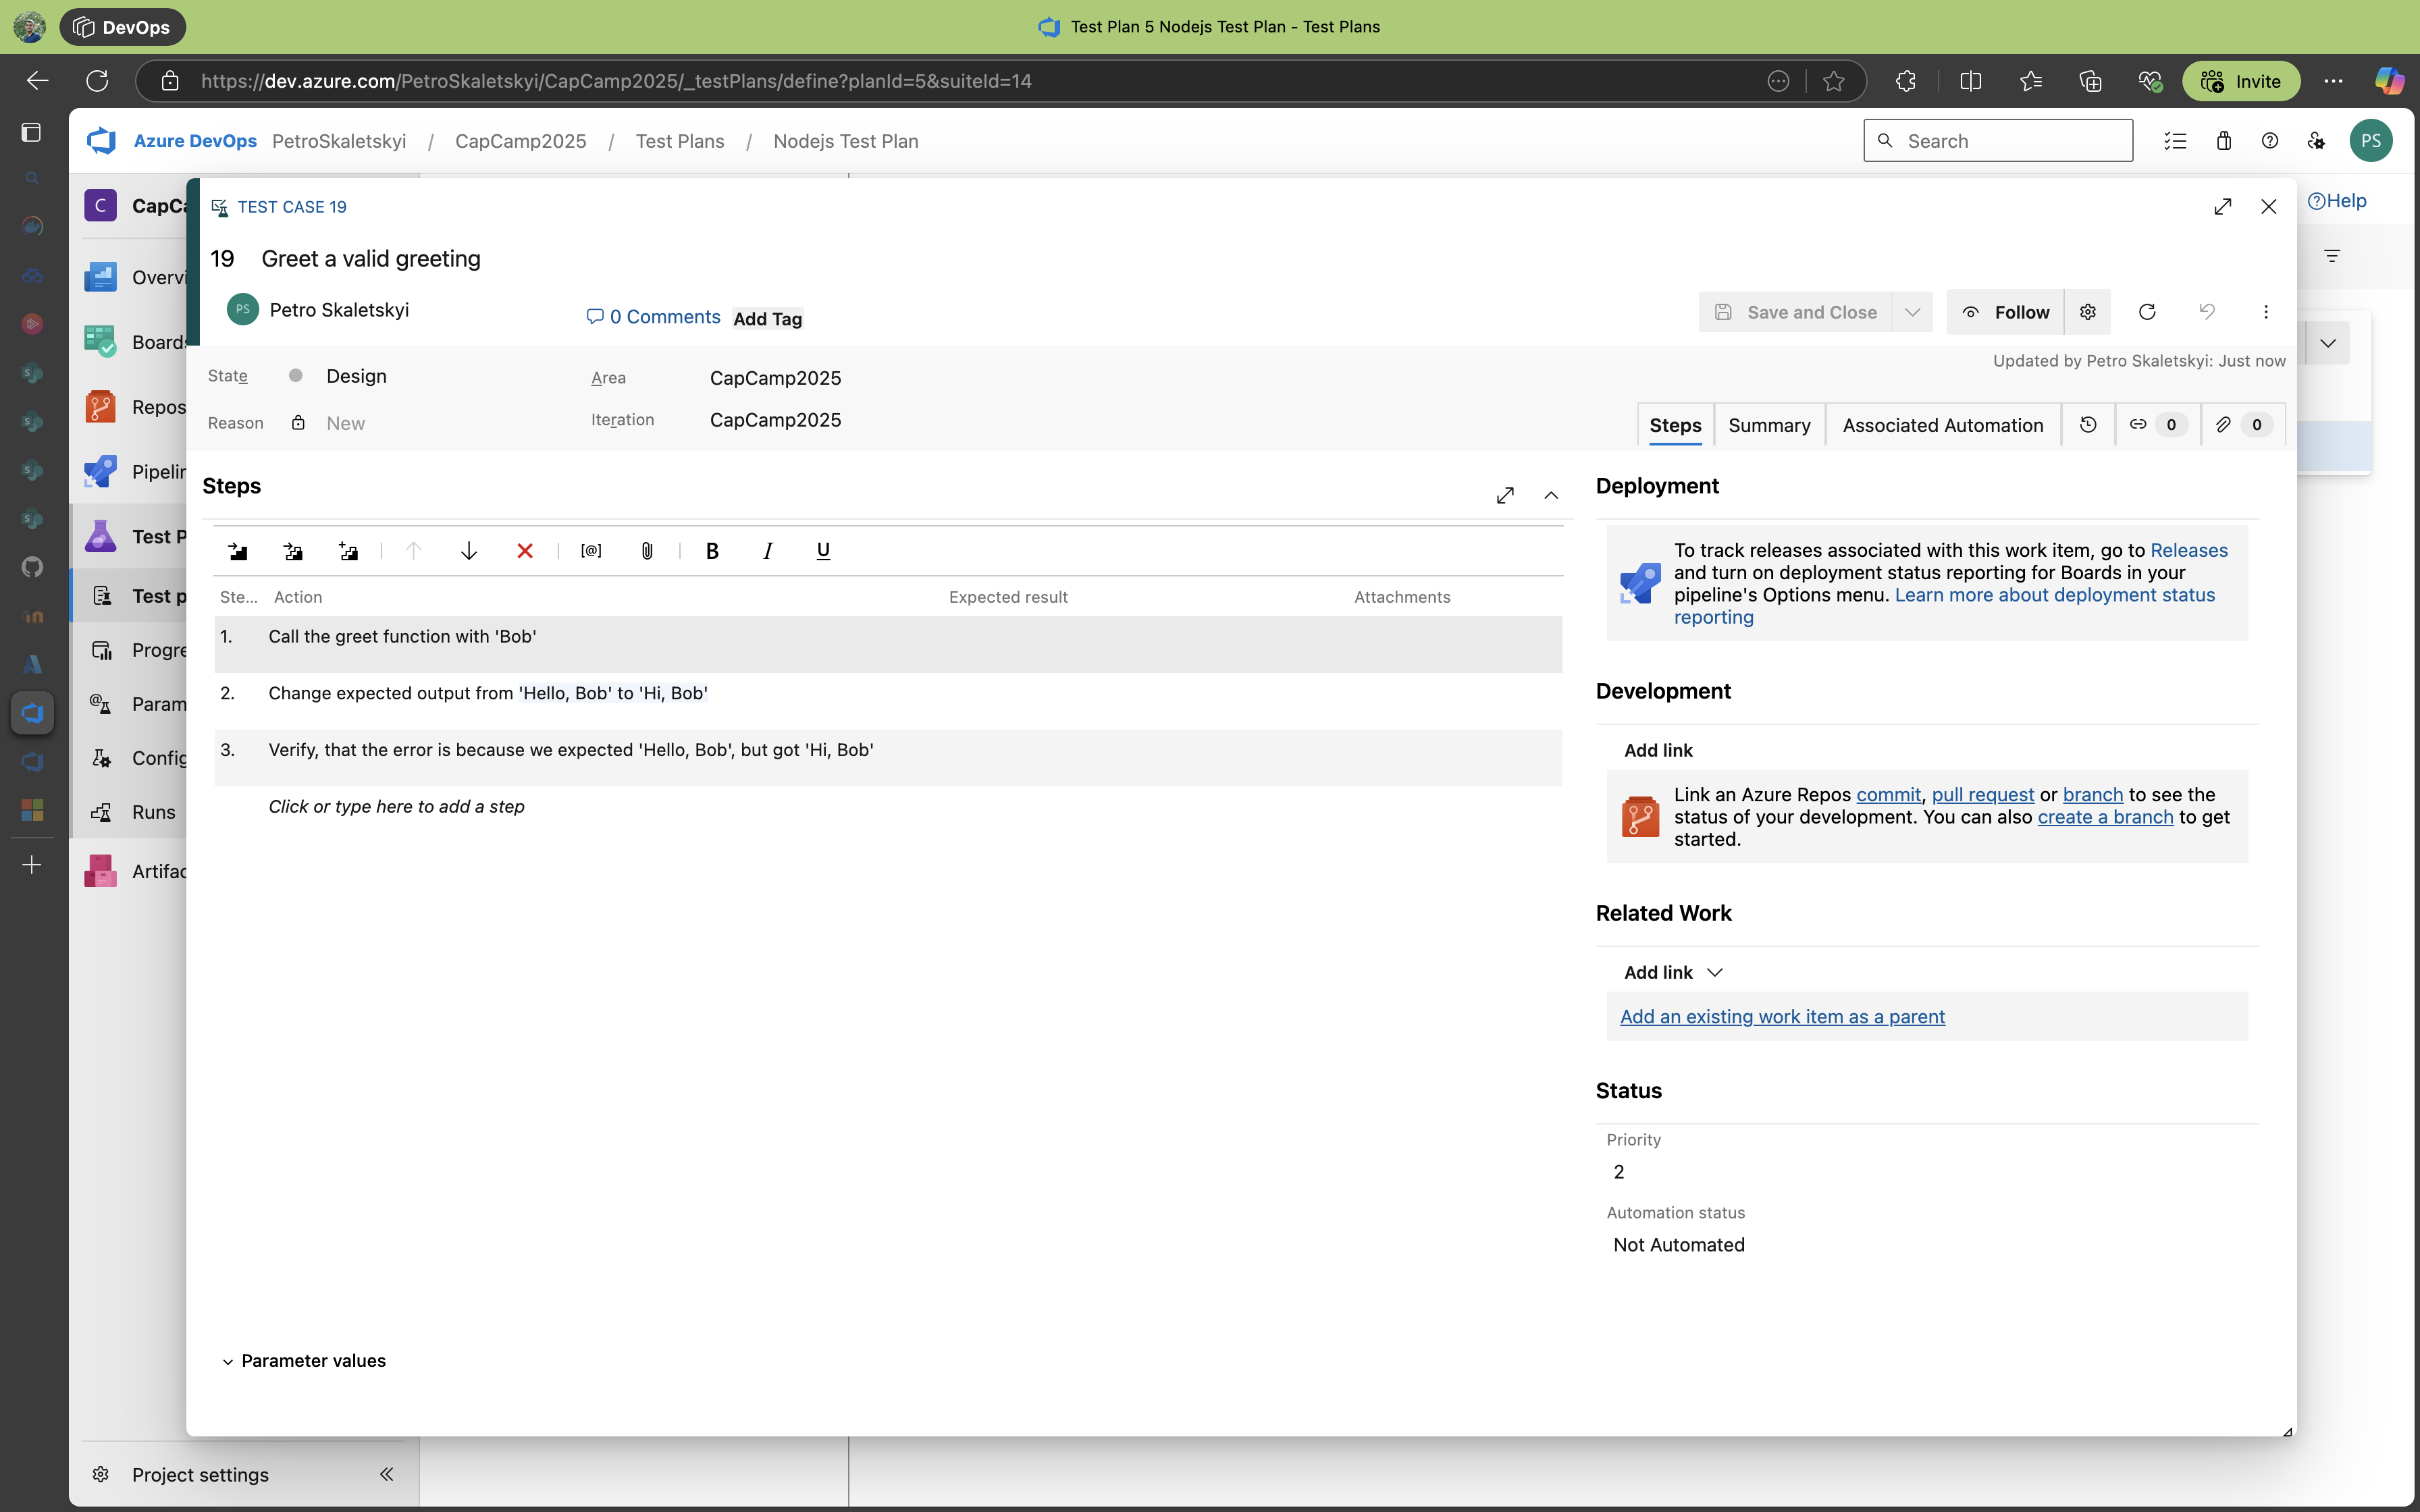 DevOps
Test Plan 5 Nodejs Test Plan - Test Plans
https://dev.azure.com/PetroSkaletskyi/CapCamp2025/_testPlans/define?planId=5&suiteId=14
Invite
Azure DevOps PetroSkaletskyi / CapCamp2025 / Test Plans / Nodejs Test Plan
Search
PS
C CapCa
Help
TEST CASE 19
19 Greet a valid greeting
Overvi
PS Petro Skaletskyi
0 Comments Add Tag
Save and Close
Follow
Boards
Updated by Petro Skaletskyi: Just now
State Design
Area CapCamp2025
Repos
Reason New
Iteration CapCamp2025
Steps Summary Associated Automation 0 0
Pipelin
Steps
Deployment
Test P
[@] B I U
To track releases associated with this work item, go to Releases
and turn on deployment status reporting for Boards in your
pipeline's Options menu. Learn more about deployment status
reporting
Test p
Ste... Action Expected result Attachments
1. Call the greet function with 'Bob'
Progre
2. Change expected output from 'Hello, Bob' to 'Hi, Bob'
Development
Param
3. Verify, that the error is because we expected 'Hello, Bob', but got 'Hi, Bob'
Add link
Config
Click or type here to add a step
Link an Azure Repos commit, pull request or branch to see the
status of your development. You can also create a branch to get
started.
Runs
Artifac
Related Work
Add link
Add an existing work item as a parent
Status
Priority
2
Automation status
Not Automated
Parameter values
Project settings